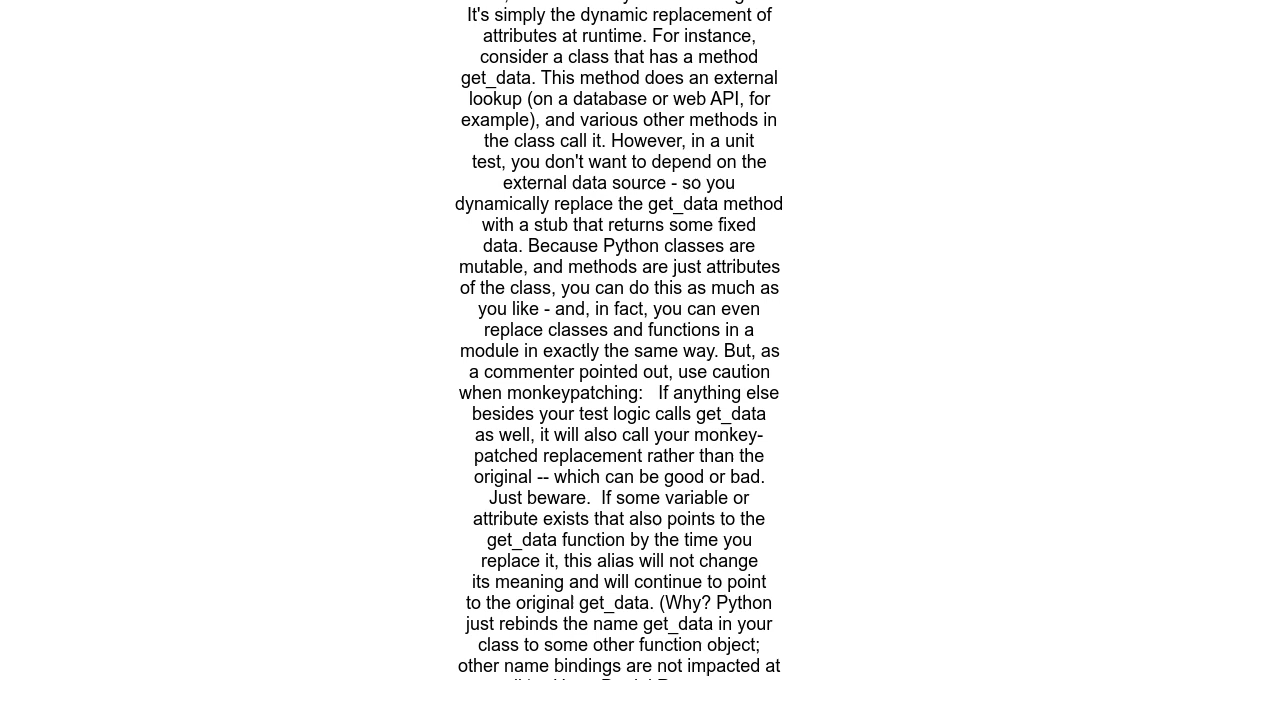 It's simply the dynamic replacement of
attributes at runtime. For instance,
consider a class that has a method
get_data. This method does an external
lookup (on a database or web API, for
example), and various other methods in
the class call it. However, in a unit
test, you don't want to depend on the
external data source - so you
dynamically replace the get_data method
with a stub that returns some fixed
data. Because Python classes are
mutable, and methods are just attributes
of the class, you can do this as much as
you like - and, in fact, you can even
replace classes and functions in a
module in exactly the same way. But, as
a commenter pointed out, use caution
when monkeypatching:   If anything else
besides your test logic calls get_data
as well, it will also call your monkey-
patched replacement rather than the
original -- which can be good or bad.
Just beware.  If some variable or
attribute exists that also points to the
get_data function by the time you
replace it, this alias will not change
its meaning and will continue to point
to the original get_data. (Why? Python
just rebinds the name get_data in your
class to some other function object;
other name bindings are not impacted at